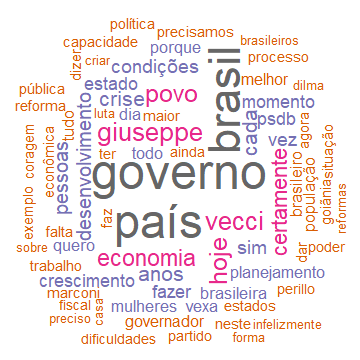 política
precisamos
capacidade
porque
brasileiros
dizer
criar
condições
processo
estado
brasil
melhor
dilma
pública
crise
povo
momento
reforma
tudo
luta
dia
maior
cada
psdb
giuseppe
vez
agora
situação
coragem
econômica
pessoas
desenvolvimento
ter
todo
ainda
certamente
brasileiro
população
goiânia
governo
exemplo
faz
país
vecci
hoje
reformas
falta
sobre
quero
economia
sim
dar
poder
trabalho
anos
planejamento
crescimento
marconi
fazer
brasileira
perillo
fiscal
casa
mulheres
vexa
estados
preciso
governador
neste
infelizmente
dificuldades
partido
forma